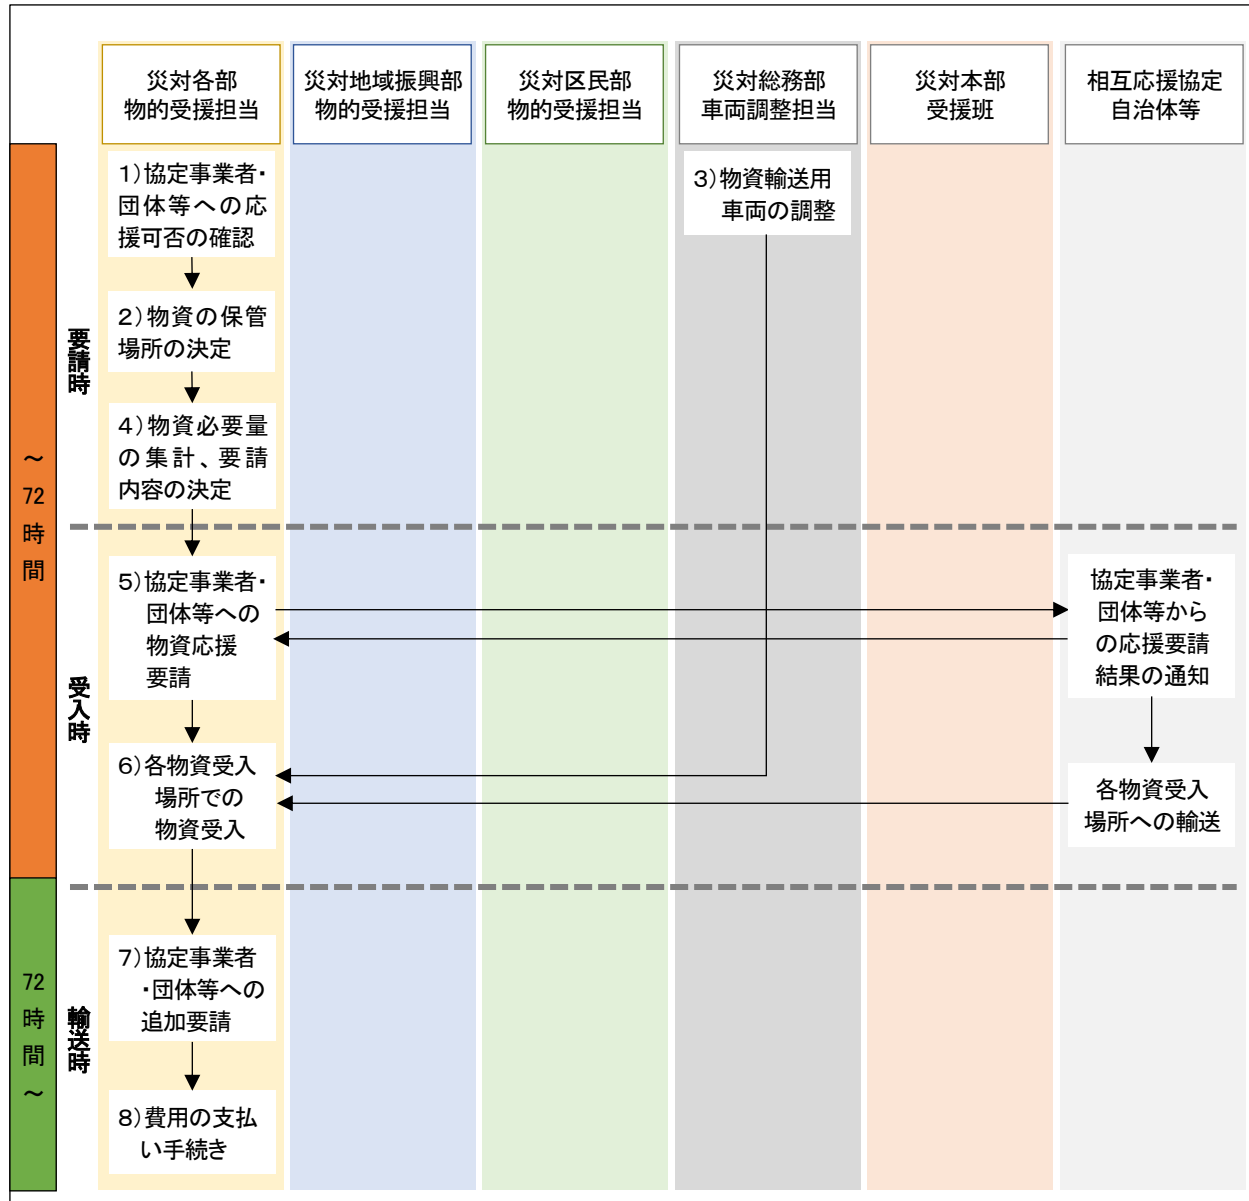 災対各部
物的受援担当
災対地域振興部
物的受援担当
災対区民部
物的受援担当
災対総務部
車両調整担当
災対本部
受援班
相互応援協定
自治体等
～
72
時
間
要請時
1）協定事業者・
団体等への応
援可否の確認
3）物資輸送用
車両の調整
2）物資の保管
場所の決定
4）物資必要量
の集計、要請
内容の決定
受入時
5）協定事業者・
団体等への
物資応援
要請
協定事業者・
団体等から
の応援要請
結果の通知
6）各物資受入
場所での
物資受入
各物資受入
場所への輸送
72
時
間
～
輸送時
7）協定事業者
・団体等への
追加要請
8）費用の支払
い手続き